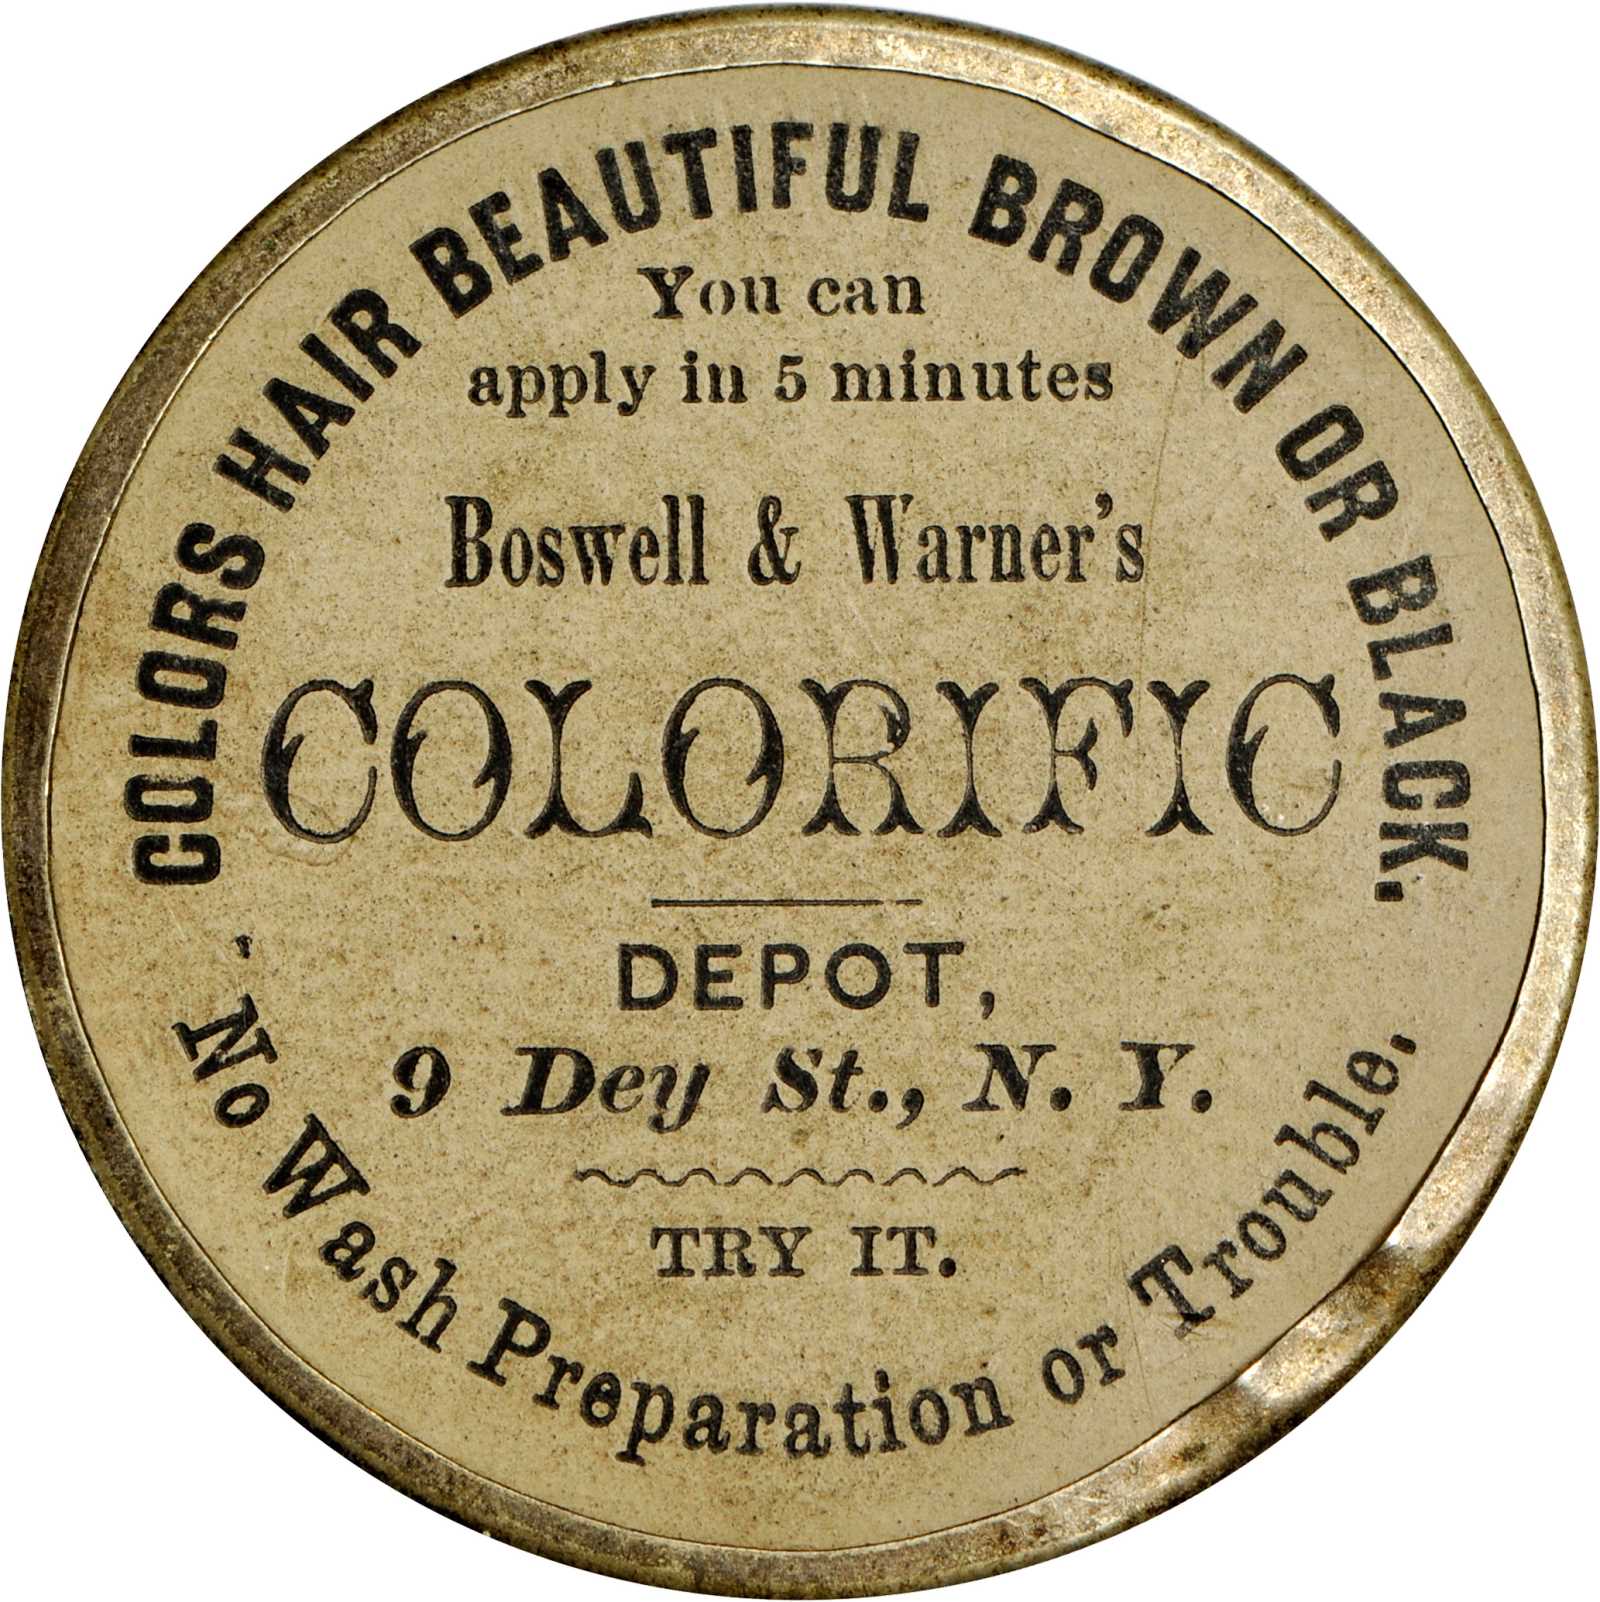 COLORS HAIR BEAUTIFUL BROWN OR BLACK.
You can
apply in 5 minutes
Boswell & Warner's
COLORIFIC
DEPOT,
9 Dey St., N. Y.
TRY IT.
No Wash Preparation or Trouble.